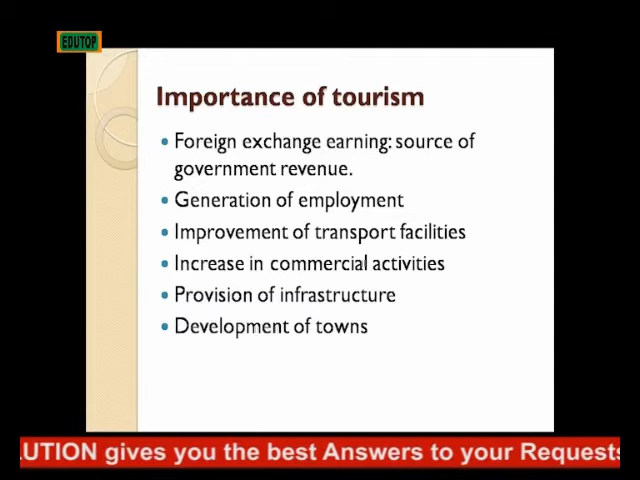 EDUTOP
Importance of tourism
• Foreign exchange earning: source of
government revenue.
• Generation of employment
• Improvement of transport facilities
• Increase in commercial activities
• Provision of infrastructure
• Development of towns
LUTION gives you the best Answers to your Requests